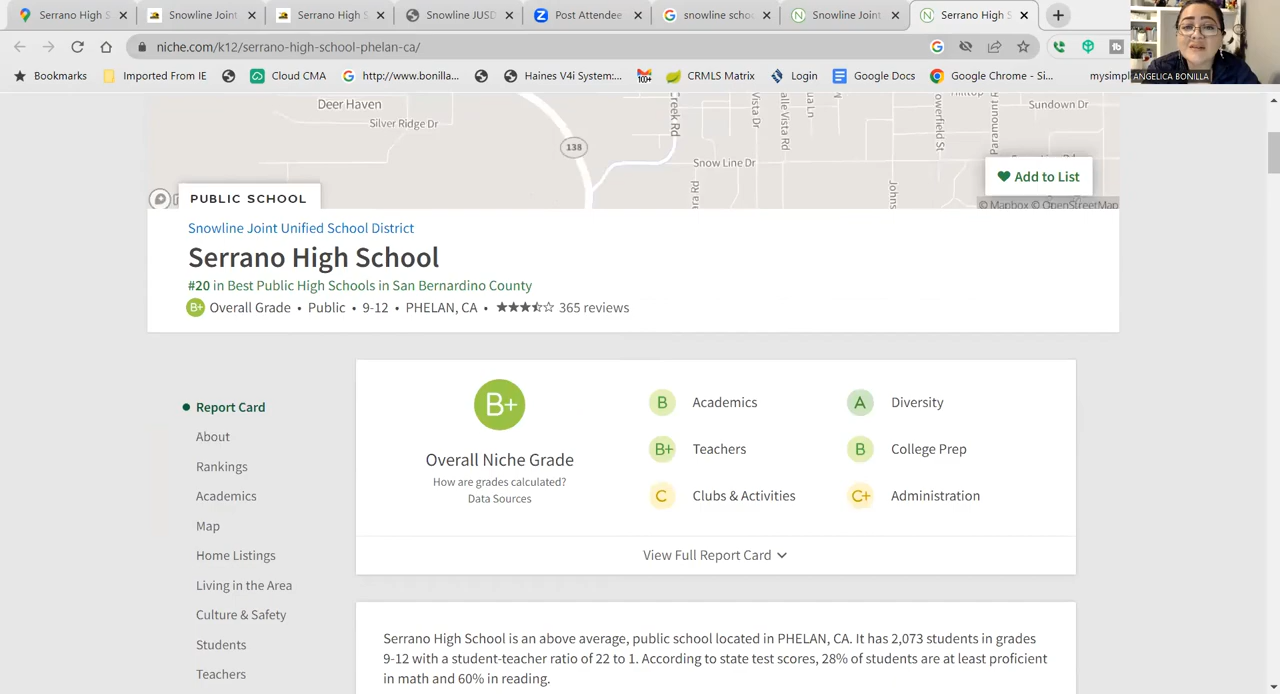 Serrano High S
Snowline Joint
Serrano High S
Snowline JUSD
Post Attendee
snowline scho
Snowline Joint
Serrano High S
niche.com/k12/serrano-high-school-phelan-ca/
Bookmarks
Imported From IE
Cloud CMA
http://www.bonilla...
Haines V4i System:...
CRMLS Matrix
Login
Google Docs
Google Chrome - Si...
mysimpl
ANGELICA BONILLA
Deer Haven
Silver Ridge Dr
138
Creek Rd
Vista Dr
alle Vista Rd
Snow Line Dr
Johns
Paramount R
Sundown Dr
Add to List
© Mapbox © OpenStreetMap
PUBLIC SCHOOL
Snowline Joint Unified School District
Serrano High School
#20 in Best Public High Schools in San Bernardino County
B+ Overall Grade • Public • 9-12 • PHELAN, CA • 365 reviews
Report Card
About
Rankings
Academics
Map
Home Listings
Living in the Area
Culture & Safety
Students
Teachers
B+
Overall Niche Grade
How are grades calculated?
Data Sources
B Academics
A Diversity
B+ Teachers
B College Prep
C Clubs & Activities
C+ Administration
View Full Report Card
Serrano High School is an above average, public school located in PHELAN, CA. It has 2,073 students in grades
9-12 with a student-teacher ratio of 22 to 1. According to state test scores, 28% of students are at least proficient
in math and 60% in reading.